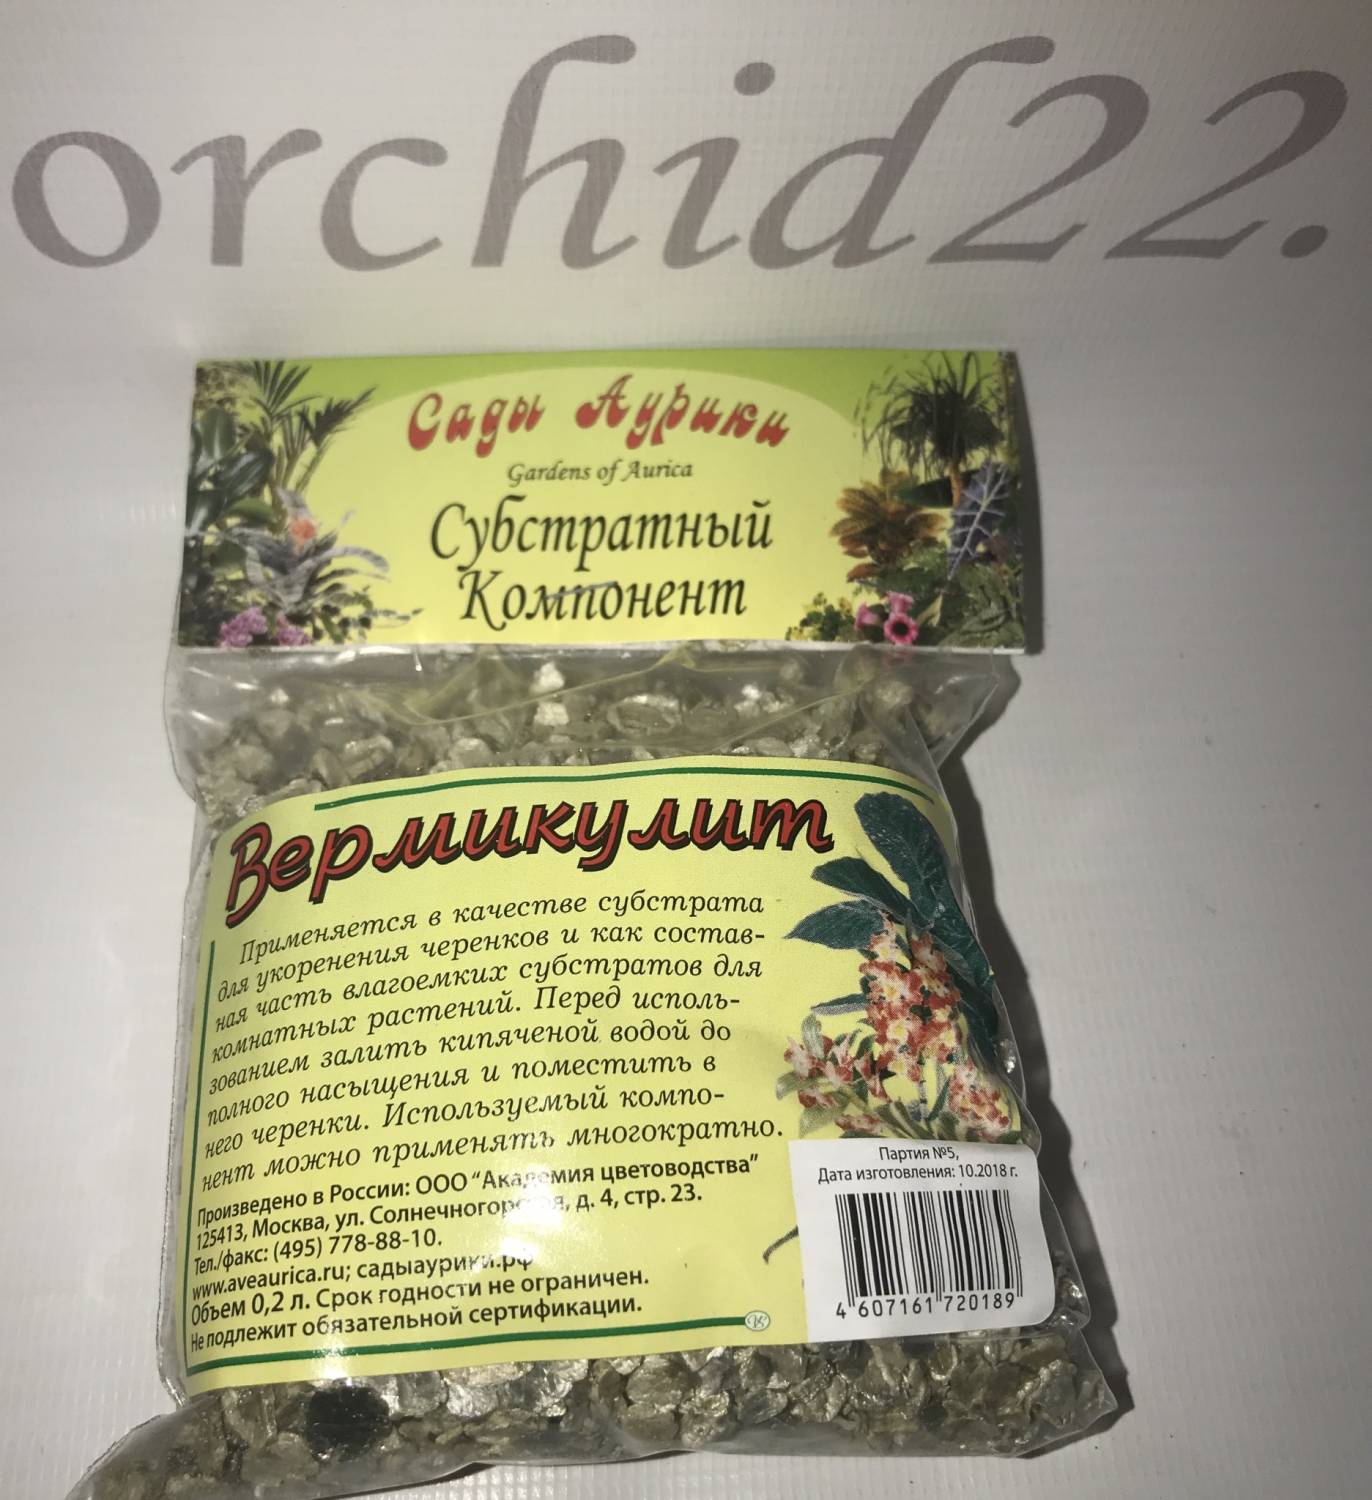 orchid22.
Сады Аурики
Gardens of Aurica
Субстратный
Компонент
Вермикулит
Применяется в качестве субстрата
для укоренения черенков и как состав-
ная часть влагоемких субстратов для
комнатных растений. Перед исполь-
зованием залить кипяченой водой до
полного насыщения и поместить в
него черенки. Используемый компо-
нент можно применять многократно.
Произведено в России: ООО "Академия цветоводства"
125413, Москва, ул. Солнечногорская, д. 4, стр. 23.
Тел./факс: (495) 778-88-10.
www.aveaurica.ru; садыаурики.рф
Объем 0,2 л. Срок годности не ограничен.
Не подлежит обязательной сертификации.
Партия №5,
Дата изготовления: 10.2018 г.
4 607161 720189